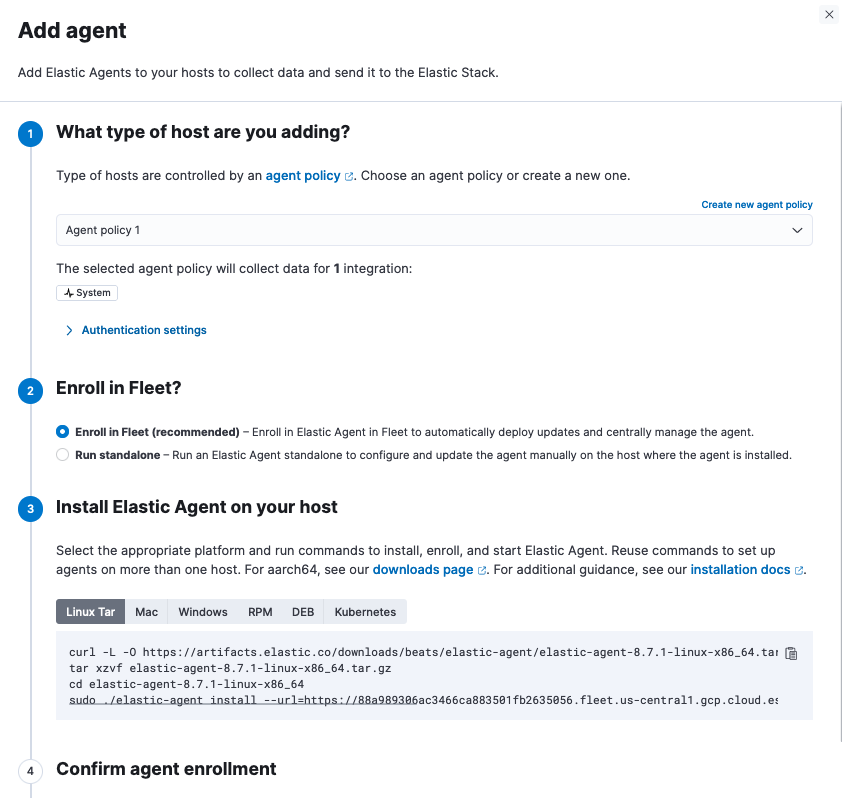 Add agent
Add Elastic Agents to your hosts to collect data and send it to the Elastic Stack.
1
What type of host are you adding?
Type of hosts are controlled by an agent policy. Choose an agent policy or create a new one.
Create new agent policy
Agent policy 1
The selected agent policy will collect data for 1 integration:
System
Authentication settings
2
Enroll in Fleet?
Enroll in Fleet (recommended) – Enroll in Elastic Agent in Fleet to automatically deploy updates and centrally manage the agent.
Run standalone – Run an Elastic Agent standalone to configure and update the agent manually on the host where the agent is installed.
3
Install Elastic Agent on your host
Select the appropriate platform and run commands to install, enroll, and start Elastic Agent. Reuse commands to set up
agents on more than one host. For aarch64, see our downloads page. For additional guidance, see our installation docs.
Linux Tar Mac Windows RPM DEB Kubernetes
curl -L -O https://artifacts.elastic.co/downloads/beats/elastic-agent/elastic-agent-8.7.1-linux-x86_64.tar
tar xzvf elastic-agent-8.7.1-linux-x86_64.tar.gz
cd elastic-agent-8.7.1-linux-x86_64
sudo ./elastic-agent install --url=https://88a989306ac3466ca883501fb2635056.fleet.us-central1.gcp.cloud.es
4
Confirm agent enrollment